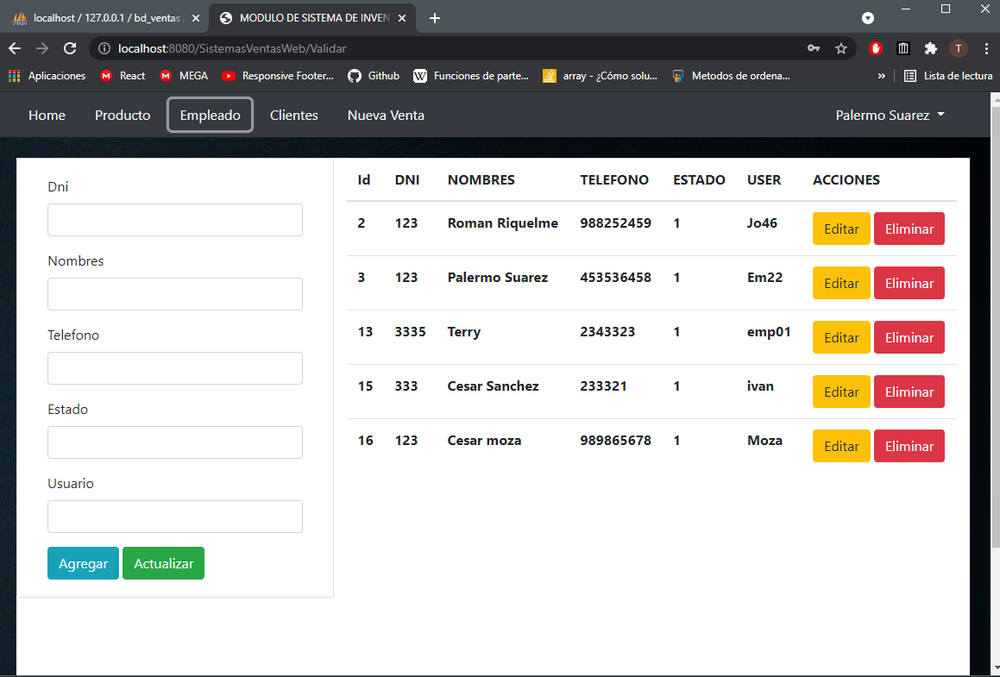 localhost / 127.0.0.1 / bd_ventas
MODULO DE SISTEMA DE INVEN
localhost:8080/SistemasVentasWeb/Validar
T
Aplicaciones
React
MEGA
Responsive Footer...
Github
W
Funciones de parte...
array - ¿Cómo solu...
Metodos de ordena...
»
Lista de lectura
Home
Producto
Empleado
Clientes
Nueva Venta
Palermo Suarez
Dni
Nombres
Telefono
Estado
Usuario
Agregar
Actualizar
Id DNI NOMBRES TELEFONO ESTADO USER ACCIONES
2 123 Roman Riquelme 988252459 1 Jo46 Editar Eliminar
3 123 Palermo Suarez 453536458 1 Em22 Editar Eliminar
13 3335 Terry 2343323 1 emp01 Editar Eliminar
15 333 Cesar Sanchez 233321 1 ivan Editar Eliminar
16 123 Cesar moza 989865678 1 Moza Editar Eliminar